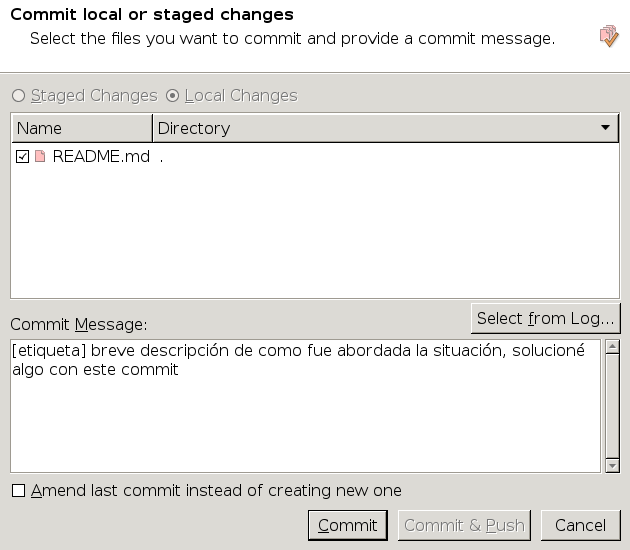 Commit local or staged changes
Select the files you want to commit and provide a commit message.
Staged Changes Local Changes
Name Directory
README.md .
Commit Message: Select from Log...
[etiqueta] breve descripción de como fue abordada la situación, solucioné
algo con este commit
Amend last commit instead of creating new one
Commit Commit & Push Cancel